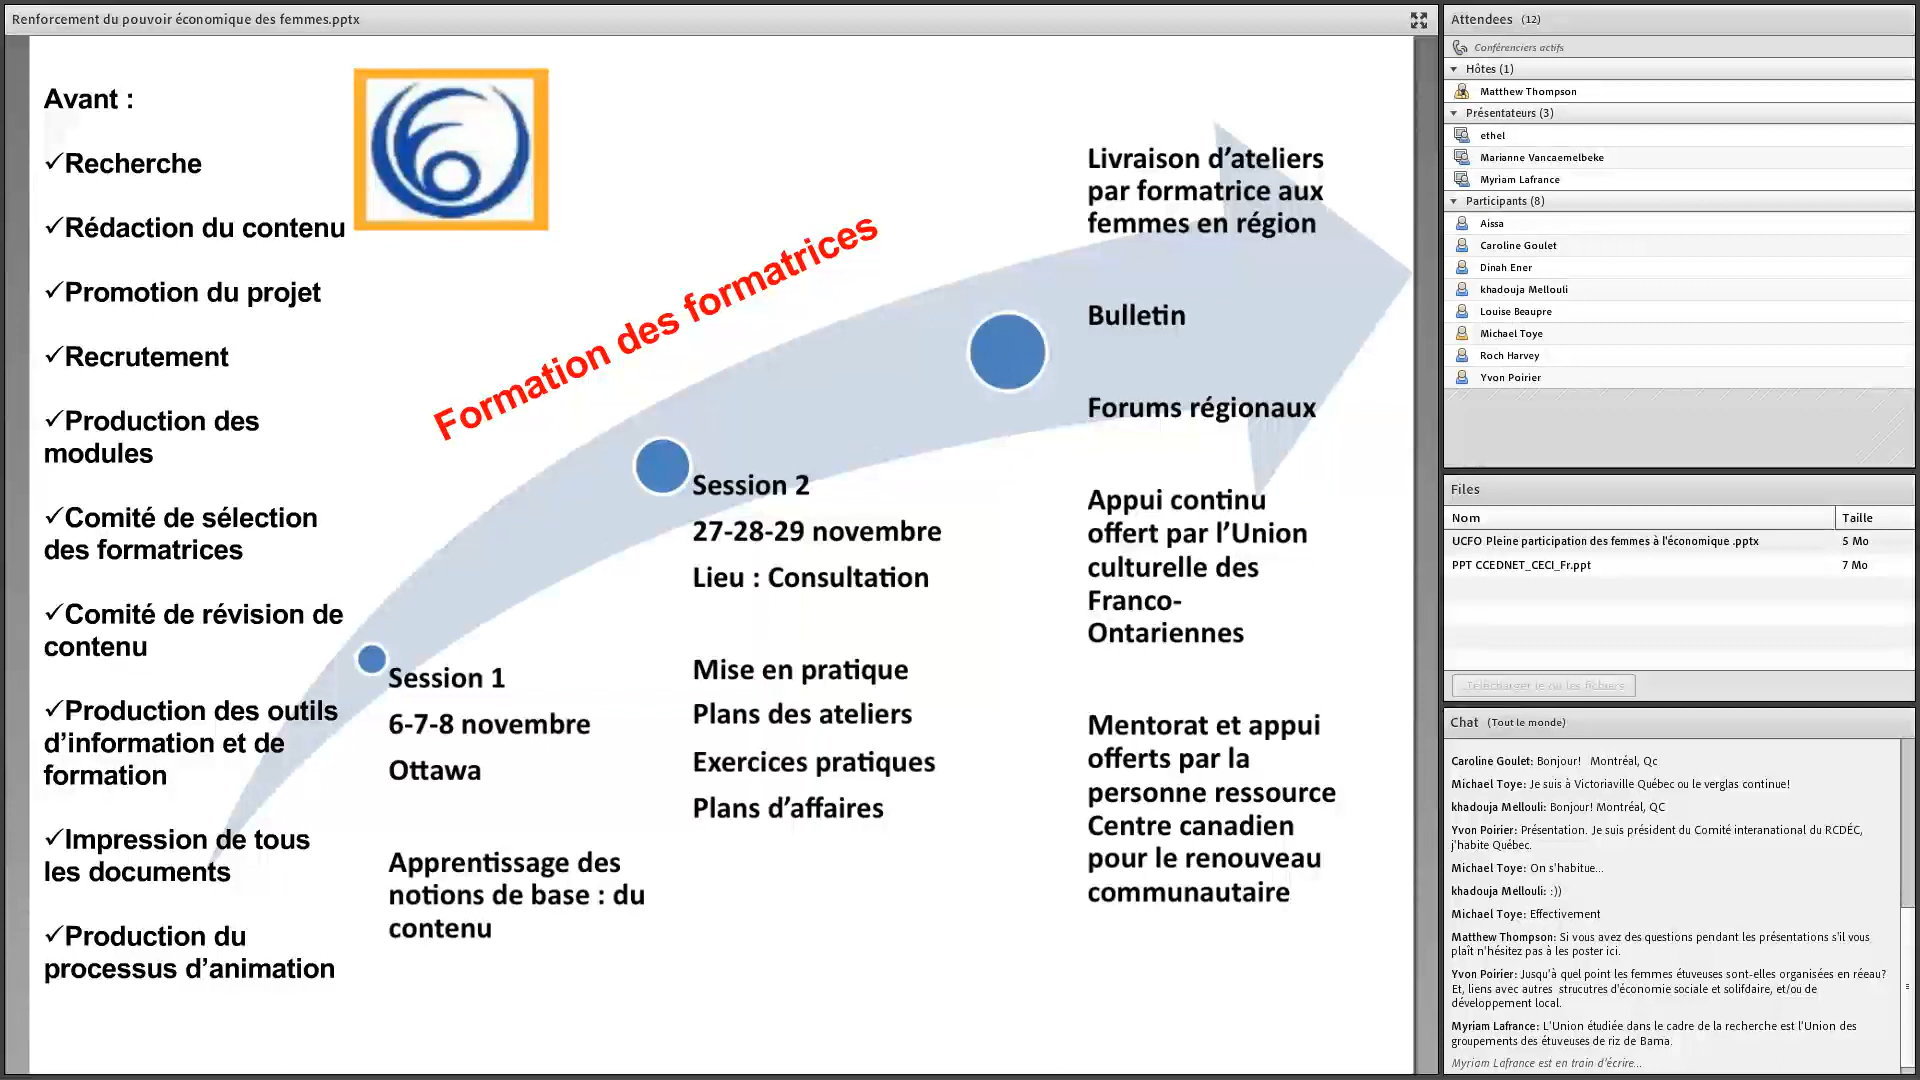 Renforcement du pouvoir économique des femmes.pptx
Avant :
✓Recherche
✓Rédaction du contenu
✓Promotion du projet
✓Recrutement
✓Production des
modules
✓Comité de sélection
des formatrices
✓Comité de révision de
contenu
✓Production des outils
d’information et de
formation
✓Impression de tous
les documents
✓Production du
processus d’animation
Formation des formatrices
Session 1
6-7-8 novembre
Ottawa
Apprentissage des
notions de base : du
contenu
Session 2
27-28-29 novembre
Lieu : Consultation
Mise en pratique
Plans des ateliers
Exercices pratiques
Plans d’affaires
Livraison d’ateliers
par formatrice aux
femmes en région
Bulletin
Forums régionaux
Appui continu
offert par l’Union
culturelle des
Franco-
Ontariennes
Mentorat et appui
offerts par la
personne ressource
Centre canadien
pour le renouveau
communautaire
Attendees (12)
Conférenciers actifs
Hôtes (1)
Matthew Thompson
Présentateurs (3)
ethel
Marianne Vancaemelbeke
Myriam Lafrance
Participants (8)
Aissa
Caroline Goulet
Dinah Ener
khadouja Mellouli
Louise Beaupre
Michael Toye
Roch Harvey
Yvon Poirier
Files
Nom Taille
UCFO Pleine participation des femmes à l'économique .pptx 5 Mo
PPT CCEDNET_CECI_Fr.ppt 7 Mo
Télécharger le ou les fichiers
Chat (Tout le monde)
Caroline Goulet: Bonjour! Montréal, Qc
Michael Toye: Je suis à Victoriaville Québec ou le verglas continue!
khadouja Mellouli: Bonjour! Montréal, QC
Yvon Poirier: Présentation. Je suis président du Comité interanational du RCDÉC,
j'habite Québec.
Michael Toye: On s'habitue...
khadouja Mellouli: :))
Michael Toye: Effectivement
Matthew Thompson: Si vous avez des questions pendant les présentations s'il vous
plaît n'hésitez pas à les poster ici.
Yvon Poirier: Jusqu'à quel point les femmes étuveuses sont-elles organisées en réeau?
Et, liens avec autres strucutres d'économie sociale et solifdaire, et/ou de
développement local.
Myriam Lafrance: L'Union étudiée dans le cadre de la recherche est l'Union des
groupements des étuveuses de riz de Bama.
Myriam Lafrance est en train d'écrire...